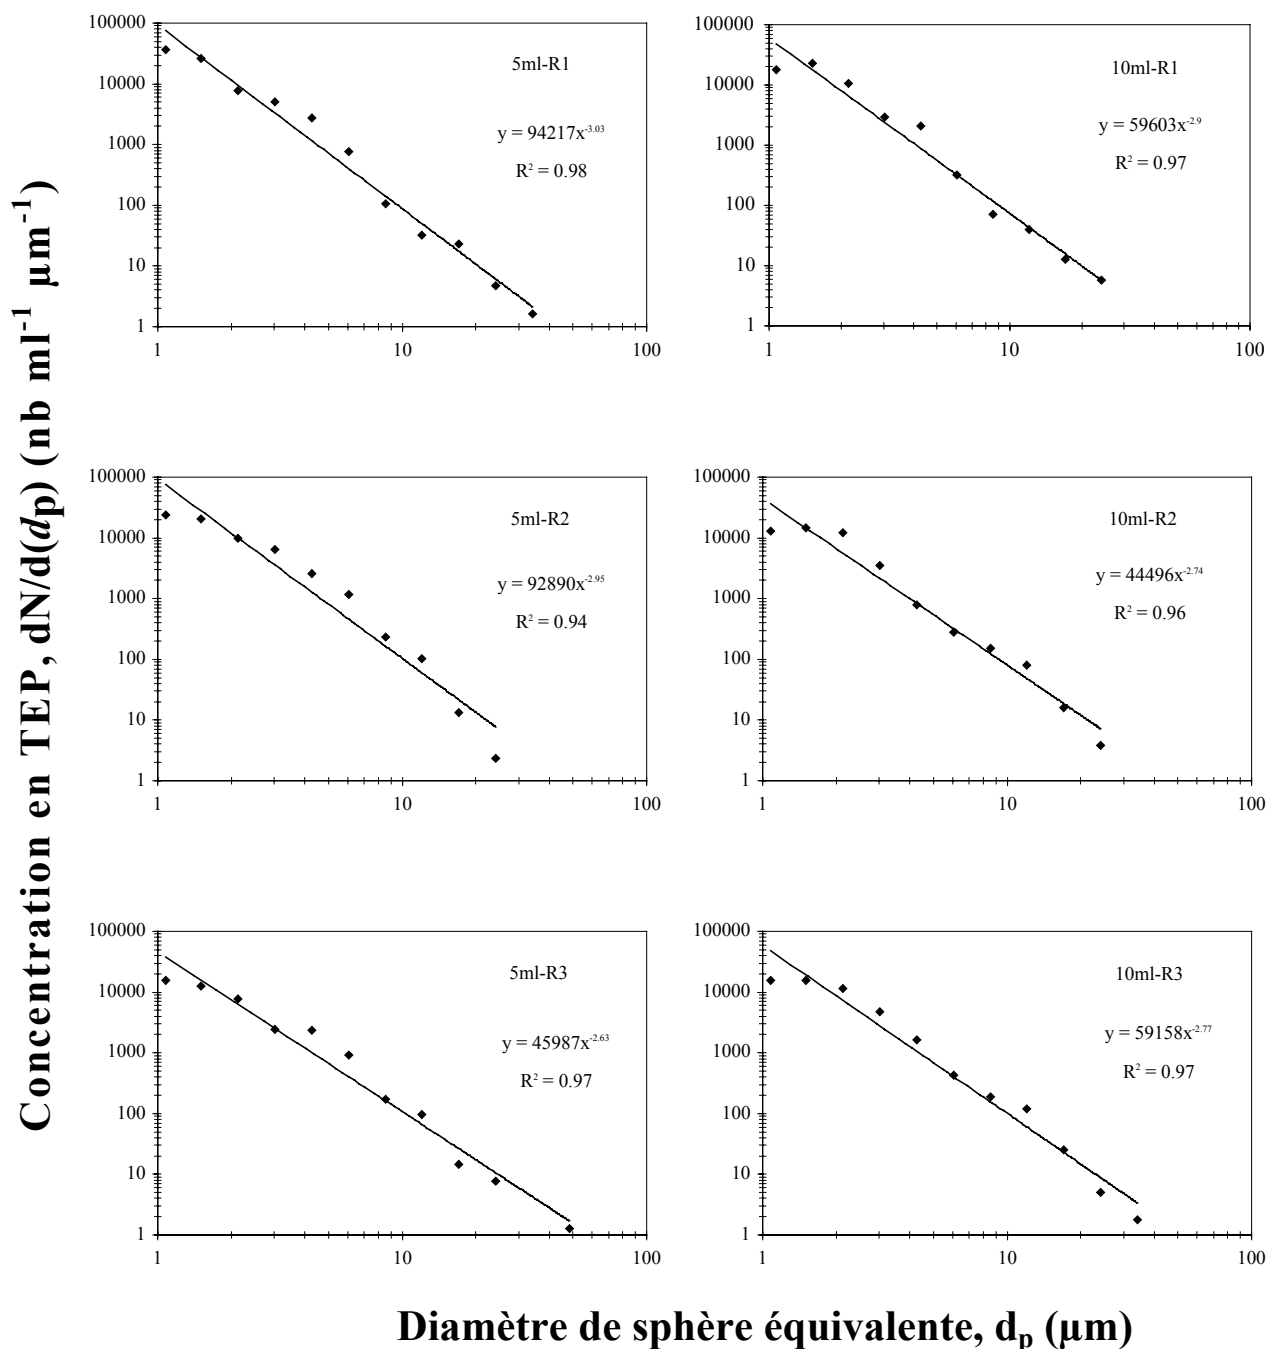 Concentration en TEP, dN/d(dp) (nb ml⁻¹ µm⁻¹)
100000
10000
1000
100
10
1
1
10
100
5ml-R1
y = 94217x⁻³·⁰³
R² = 0.98
100000
10000
1000
100
10
1
1
10
100
10ml-R1
y = 59603x⁻²·⁹
R² = 0.97
100000
10000
1000
100
10
1
1
10
100
5ml-R2
y = 92890x⁻²·⁹⁵
R² = 0.94
100000
10000
1000
100
10
1
1
10
100
10ml-R2
y = 44496x⁻²·⁷⁴
R² = 0.96
100000
10000
1000
100
10
1
1
10
100
5ml-R3
y = 45987x⁻²·⁶³
R² = 0.97
100000
10000
1000
100
10
1
1
10
100
10ml-R3
y = 59158x⁻²·⁷⁷
R² = 0.97
Diamètre de sphère équivalente, dₚ (µm)